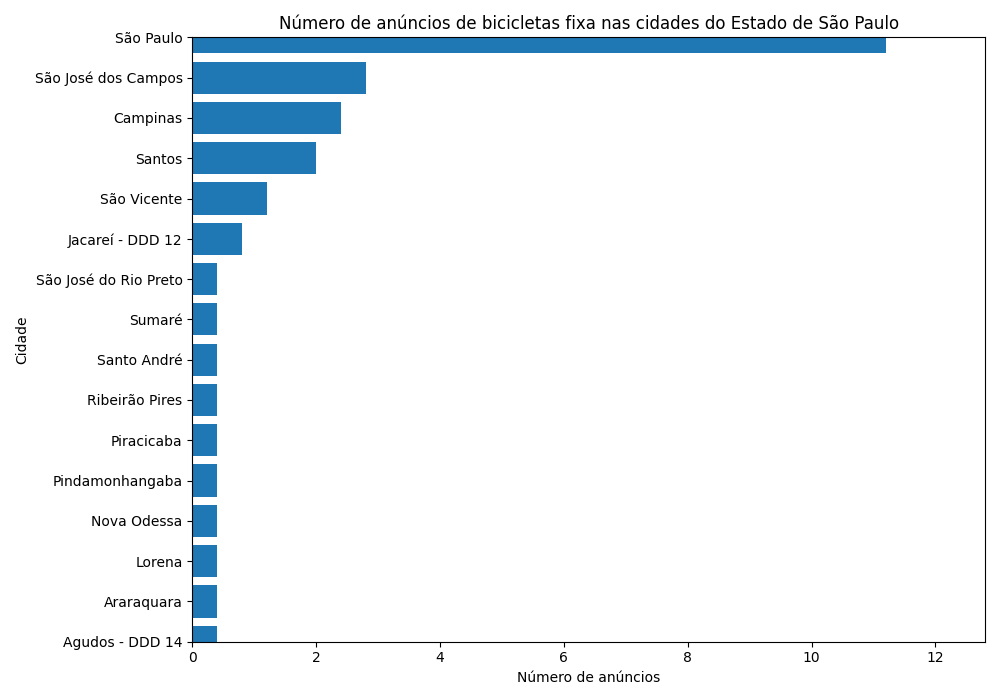 Número de anúncios de bicicletas fixa nas cidades do Estado de São Paulo
São Paulo
São José dos Campos
Campinas
Santos
São Vicente
Jacareí - DDD 12
São José do Rio Preto
Sumaré
Santo André
Ribeirão Pires
Piracicaba
Pindamonhangaba
Nova Odessa
Lorena
Araraquara
Agudos - DDD 14
Cidade
0 2 4 6 8 10 12
Número de anúncios